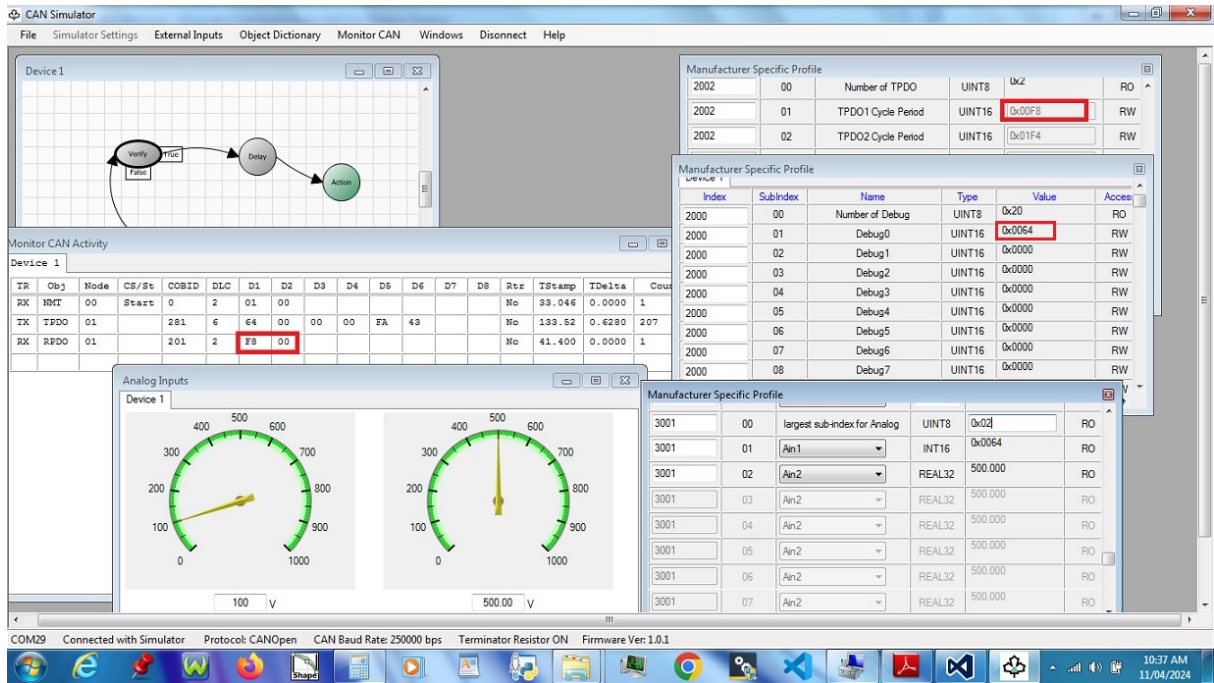 CAN Simulator
File Simulator Settings External Inputs Object Dictionary Monitor CAN Windows Disonnect Help
Device 1
Verify
True
False
Delay
Action
Manufacturer Specific Profile
2002 00 Number of TPDO UINT8 0x2 RO
2002 01 TPDO1 Cycle Period UINT16 0x00F8 RW
2002 02 TPDO2 Cycle Period UINT16 0x01F4 RW
Manufacturer Specific Profile
Device 1
Index SubIndex Name Type Value Acces
2000 00 Number of Debug UINT8 0x20 RO
2000 01 Debug0 UINT16 0x0064 RW
2000 02 Debug1 UINT16 0x0000 RW
2000 03 Debug2 UINT16 0x0000 RW
2000 04 Debug3 UINT16 0x0000 RW
2000 05 Debug4 UINT16 0x0000 RW
2000 06 Debug5 UINT16 0x0000 RW
2000 07 Debug6 UINT16 0x0000 RW
2000 08 Debug7 UINT16 0x0000 RW
Monitor CAN Activity
Device 1
TR Obj Node CS/St COBID DLC D1 D2 D3 D4 D5 D6 D7 D8 Rtr TStamp TDelta Cou
RX NMT 00 Start 0 2 01 00 No 33.046 0.0000 1
TX TPDO 01 281 6 64 00 00 00 FA 43 No 133.52 0.6280 207
RX RPDO 01 201 2 F8 00 No 41.400 0.0000 1
Analog Inputs
Device 1
0 100 200 300 400 500 600 700 800 900 1000
100 V
0 100 200 300 400 500 600 700 800 900 1000
500.00 V
Manufacturer Specific Profile
3001 00 largest sub-index for Analog UINT8 0x02 RO
3001 01 Ain1 INT16 0x0064 RO
3001 02 Ain2 REAL32 500.000 RO
3001 03 Ain2 REAL32 500.000 RO
3001 04 Ain2 REAL32 500.000 RO
3001 05 Ain2 REAL32 500.000 RO
3001 06 Ain2 REAL32 500.000 RO
3001 07 Ain2 REAL32 500.000 RO
COM29 Connected with Simulator Protocol: CANOpen CAN Baud Rate: 250000 bps Terminator Resistor ON Firmware Ver: 1.0.1
Shape
10:37 AM
11/04/2024